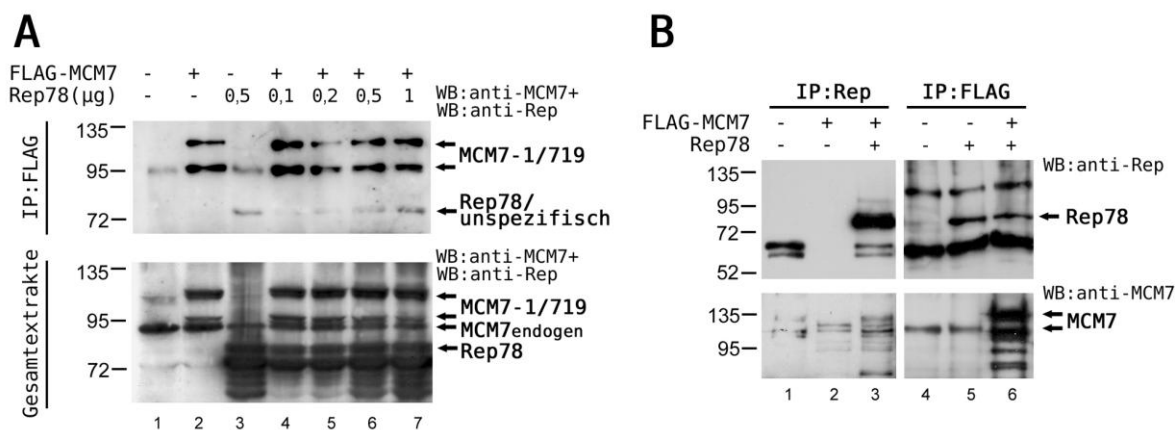 A
FLAG-MCM7 - + - + + + +
Rep78(µg) - - 0,5 0,1 0,2 0,5 1
WB:anti-MCM7+
WB:anti-Rep
IP:FLAG
135
95
72
MCM7-1/719
Rep78/
unspezifisch
Gesamtextrakte
135
95
72
WB:anti-MCM7+
WB:anti-Rep
MCM7-1/719
MCM7endogen
Rep78
1 2 3 4 5 6 7
B
IP:Rep IP:FLAG
FLAG-MCM7 - + + - - +
Rep78 - - + - + +
WB:anti-Rep
135
95
72
52
Rep78
WB:anti-MCM7
135
95
MCM7
1 2 3 4 5 6